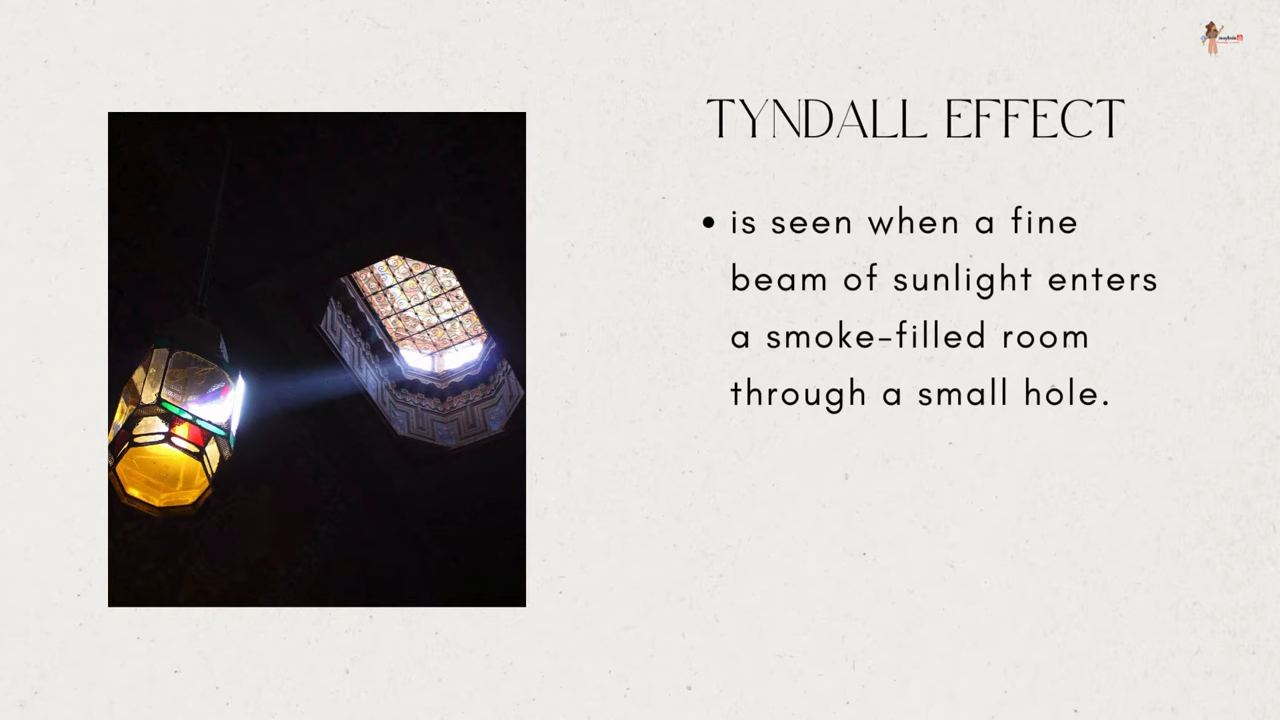 TYNDALL EFFECT
• is seen when a fine
beam of sunlight enters
a smoke-filled room
through a small hole.